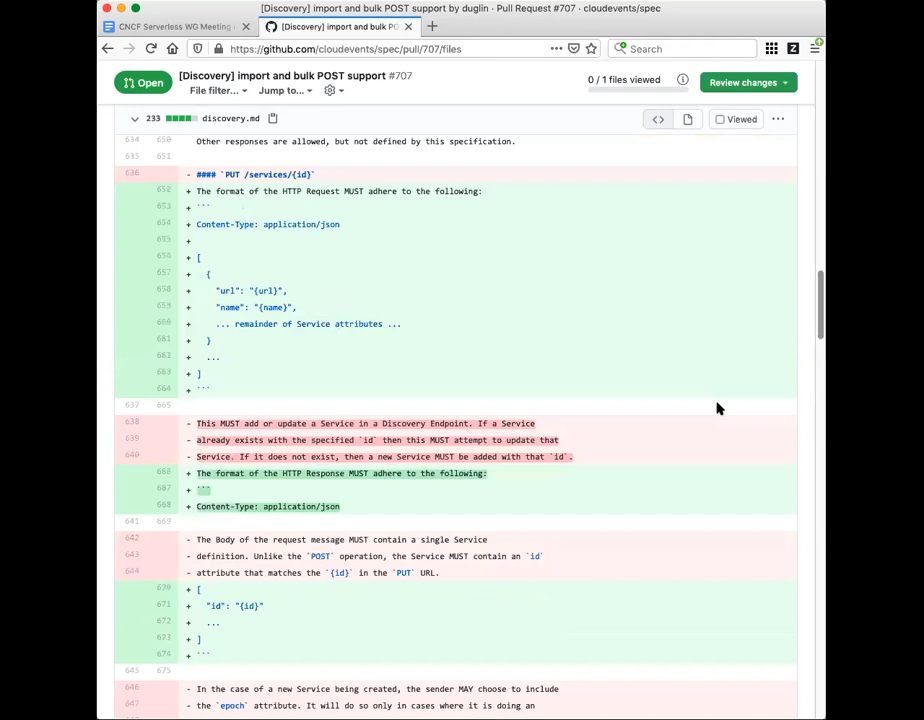 [Discovery] import and bulk POST support by duglin · Pull Request #707 · cloudevents/spec
CNCF Serverless WG Meeting
[Discovery] import and bulk PO
https://github.com/cloudevents/spec/pull/707/files
Search
Open
[Discovery] import and bulk POST support #707
File filter...
Jump to...
0 / 1 files viewed
Review changes
233 discovery.md
Viewed
634 650 Other responses are allowed, but not defined by this specification.
635 651
636 - #### `PUT /services/{id}`
652 + The format of the HTTP Request MUST adhere to the following:
653 + ```
654 + Content-Type: application/json
655 +
656 + [
657 + {
658 + "url": "{url}",
659 + "name": "{name}",
660 + ... remainder of Service attributes ...
661 + }
662 + ...
663 + ]
664 + ```
637 665
638 - This MUST add or update a Service in a Discovery Endpoint. If a Service
639 - already exists with the specified `id` then this MUST attempt to update that
640 - Service. If it does not exist, then a new Service MUST be added with that `id`.
666 + The format of the HTTP Response MUST adhere to the following:
667 + ```
668 + Content-Type: application/json
641 669
642 - The Body of the request message MUST contain a single Service
643 - definition. Unlike the `POST` operation, the Service MUST contain an `id`
644 - attribute that matches the `{id}` in the `PUT` URL.
670 + [
671 + "id": "{id}"
672 + ...
673 + ]
674 + ```
645 675
646 - In the case of a new Service being created, the sender MAY choose to include
647 - the `epoch` attribute. It will do so only in cases where it is doing an